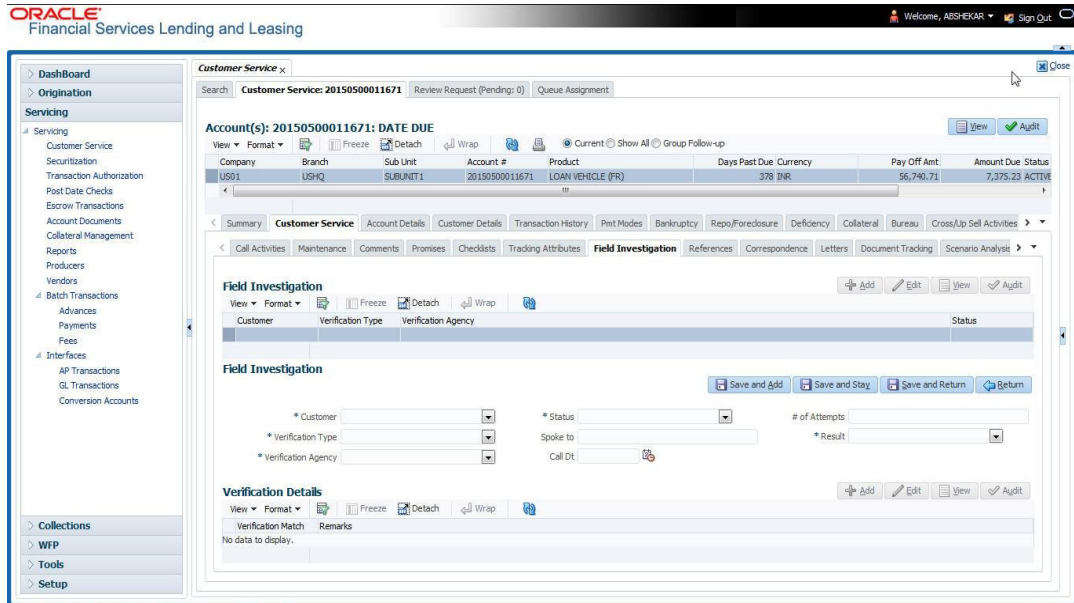 ORACLE
Financial Services Lending and Leasing
Welcome, ABSHEKAR Sign Out
Close
DashBoard
Origination
Servicing
Servicing
Customer Service
Securitization
Transaction Authorization
Post Date Checks
Escrow Transactions
Account Documents
Collateral Management
Reports
Producers
Vendors
Batch Transactions
Advances
Payments
Fees
Interfaces
AP Transactions
GL Transactions
Conversion Accounts
Collections
WFP
Tools
Setup
Customer Service x
Search Customer Service: 20150500011671 Review Request (Pending: 0) Queue Assignment
Account(s): 20150500011671: DATE DUE
View Audit
View Format Freeze Detach Wrap Current Show All Group Follow-up
Company Branch Sub Unit Account # Product Days Past Due Currency Pay Off Amt Amount Due Status
US01 USHQ SUBUNIT1 20150500011671 LOAN VEHICLE (FR) 378 INR 56,740.71 7,375.23 ACTIVE
Summary Customer Service Account Details Customer Details Transaction History Pmt Modes Bankruptcy Repo/Foreclosure Deficiency Collateral Bureau Cross/Up Sell Activities
Call Activities Maintenance Comments Promises Checklists Tracking Attributes Field Investigation References Correspondence Letters Document Tracking Scenario Analysis
Field Investigation
Add Edit View Audit
View Format Freeze Detach Wrap
Customer Verification Type Verification Agency Status
Field Investigation
Save and Add Save and Stay Save and Return Return
* Customer * Status # of Attempts
* Verification Type Spoke to * Result
* Verification Agency Call Dt
Verification Details
Add Edit View Audit
View Format Freeze Detach Wrap
Verification Match Remarks
No data to display.